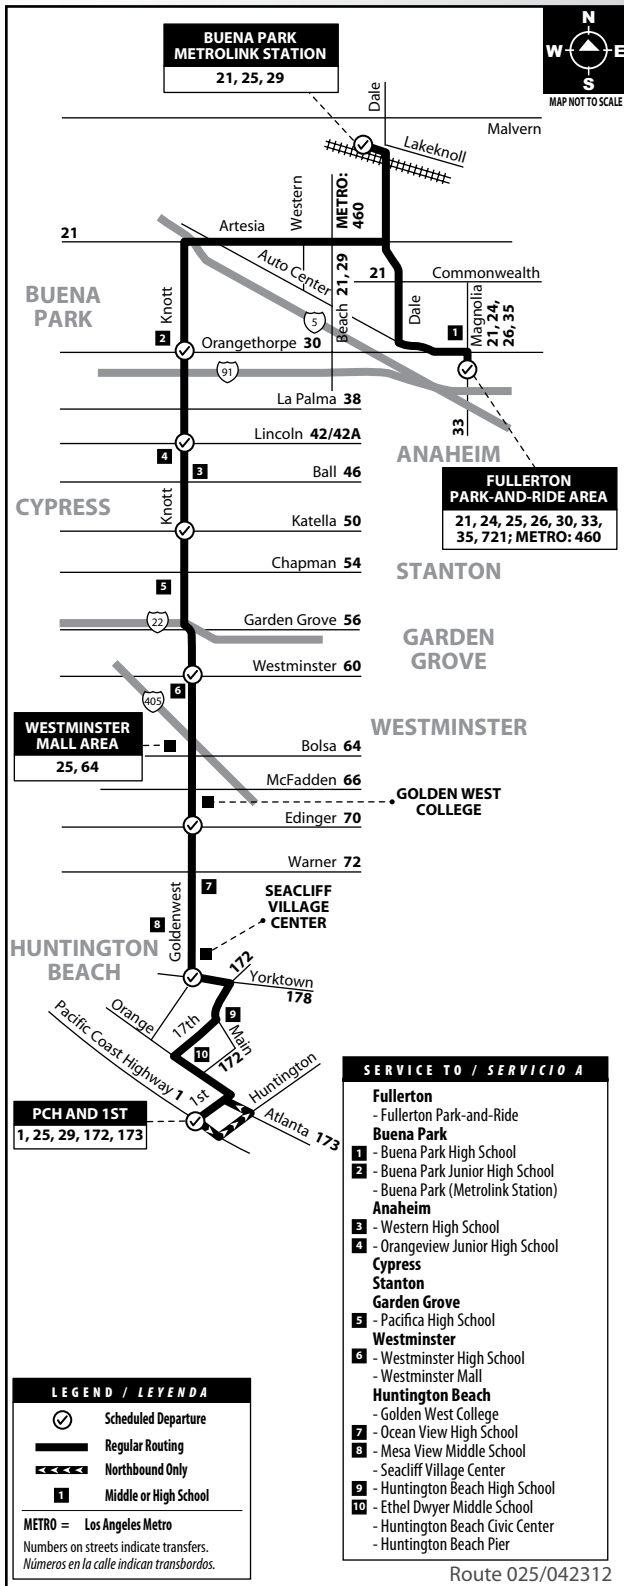 BUENA PARK
METROLINK STATION
21, 25, 29
N
W
E
S
MAP NOT TO SCALE
Dale
Malvern
Lakeknoll
Western
METRO:
460
21
Artesia
Auto Center
Beach 21, 29
21
Commonwealth
BUENA
PARK
Knott
5
Dale
1
Magnolia
21, 24,
26, 35
2
Orangethorpe 30
91
La Palma 38
33
Lincoln 42/42A
ANAHEIM
4
3
Ball 46
FULLERTON
PARK-AND-RIDE AREA
21, 24, 25, 26, 30, 33,
35, 721; METRO: 460
CYPRESS
Knott
Katella 50
Chapman 54
STANTON
5
22
Garden Grove 56
GARDEN
GROVE
Westminster 60
6
405
WESTMINSTER
WESTMINSTER
MALL AREA
25, 64
Bolsa 64
McFadden 66
GOLDEN WEST
COLLEGE
Edinger 70
Warner 72
7
SEACLIFF
VILLAGE
CENTER
8
Goldenwest
HUNTINGTON
BEACH
172
Yorktown
178
Orange
17th
9
Main
172
10
Pacific Coast Highway 1
1st
Huntington
Atlanta 173
PCH AND 1ST
1, 25, 29, 172, 173
SERVICE TO / SERVICIO A
Fullerton
- Fullerton Park-and-Ride
Buena Park
1 - Buena Park High School
2 - Buena Park Junior High School
- Buena Park (Metrolink Station)
Anaheim
3 - Western High School
4 - Orangeview Junior High School
Cypress
Stanton
Garden Grove
5 - Pacifica High School
Westminster
6 - Westminster High School
- Westminster Mall
Huntington Beach
- Golden West College
7 - Ocean View High School
8 - Mesa View Middle School
- Seacliff Village Center
9 - Huntington Beach High School
10 - Ethel Dwyer Middle School
- Huntington Beach Civic Center
- Huntington Beach Pier
LEGEND / LEYENDA
Scheduled Departure
Regular Routing
Northbound Only
1 Middle or High School
METRO = Los Angeles Metro
Numbers on streets indicate transfers.
Números en la calle indican transbordos.
Route 025/042312